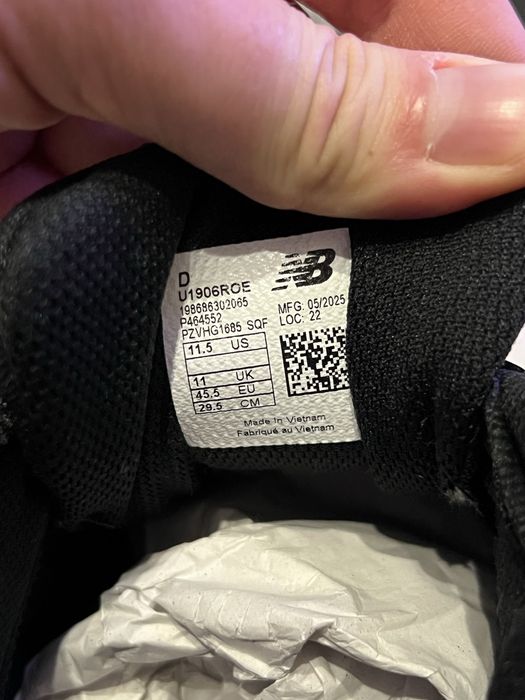 D
U1906ROE
198686302065
P464552
PZVHG1685 SQF
MFG: 05/2025
LOC: 22
11.5 US
11 UK
45.5 EU
29.5 CM
Made in Vietnam
Fabriqué au Vietnam